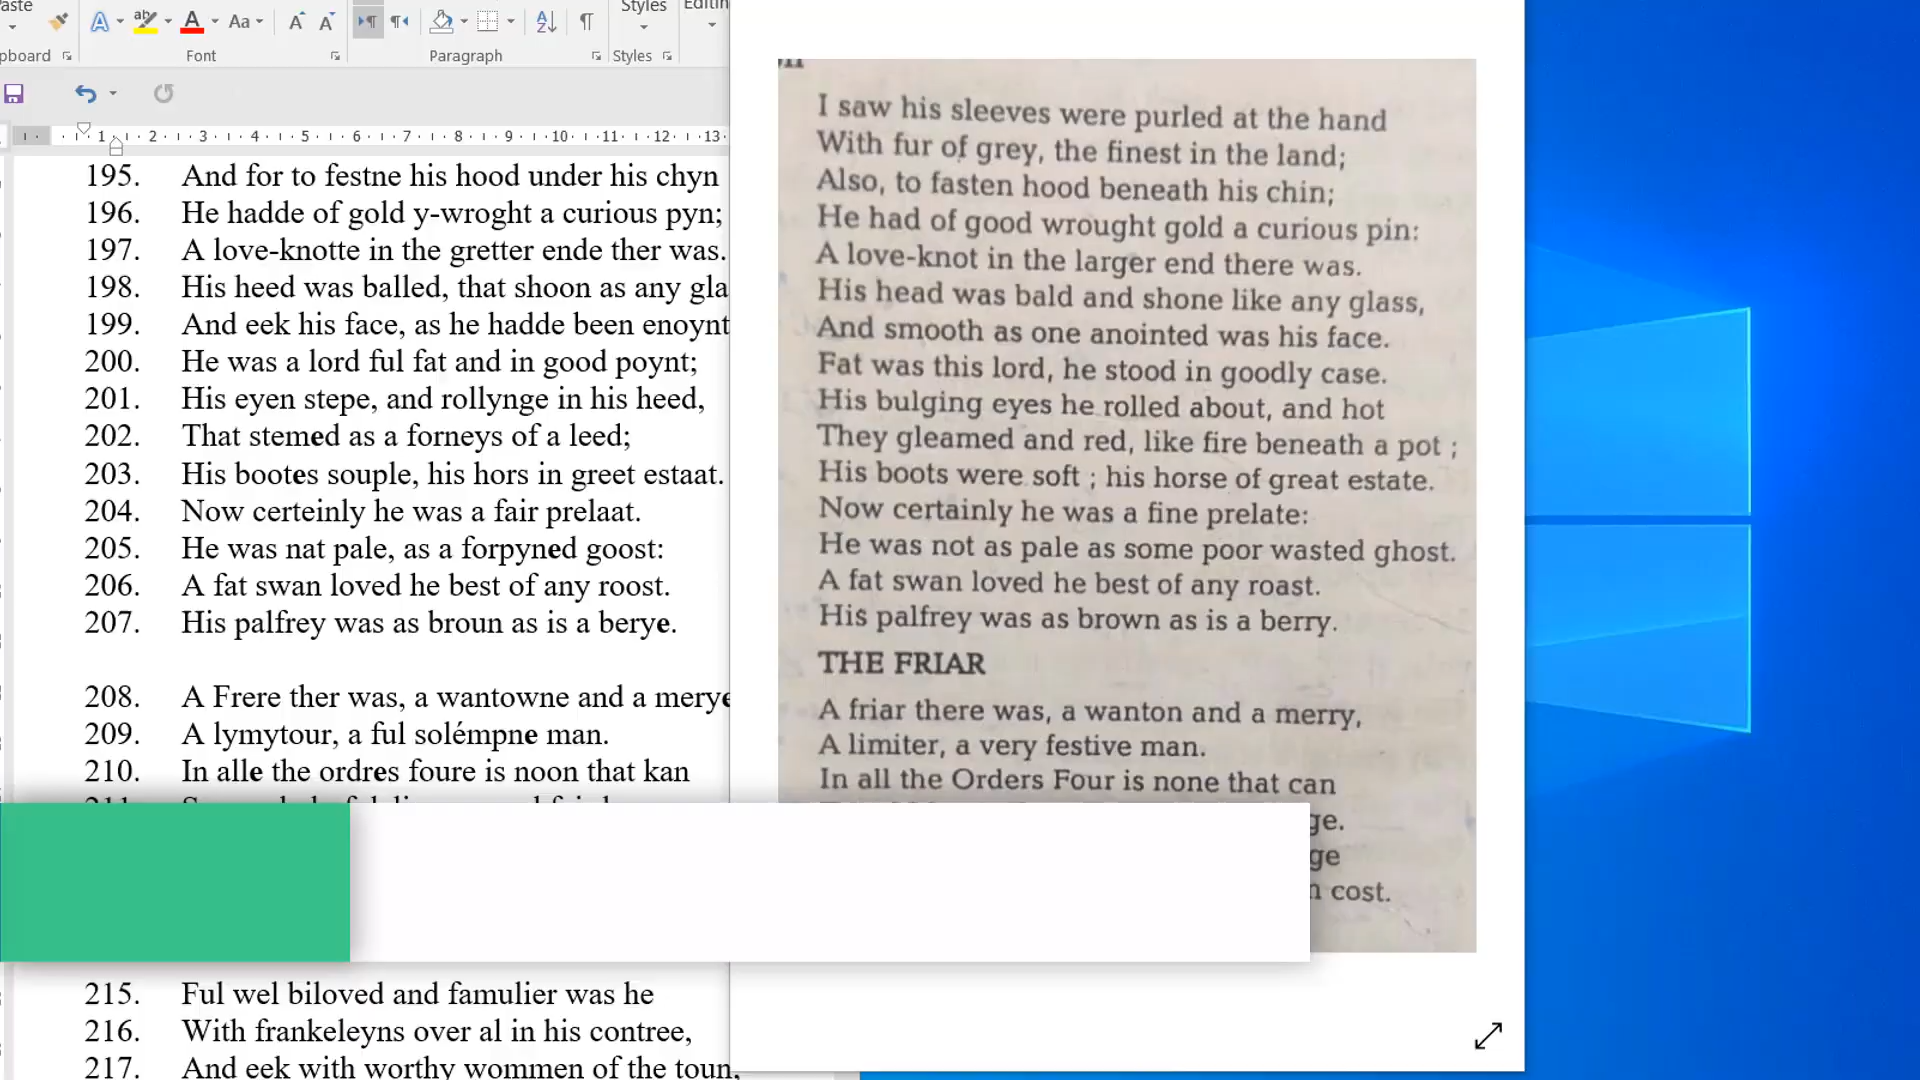 Styles
Font
Paragraph
Styles
1 2 3 4 5 6 7 8 9 10 11 12 13
195. And for to festne his hood under his chyn
196. He hadde of gold y-wroght a curious pyn;
197. A love-knotte in the gretter ende ther was.
198. His heed was balled, that shoon as any gla
199. And eek his face, as he hadde been enoynt
200. He was a lord ful fat and in good poynt;
201. His eyen stepe, and rollynge in his heed,
202. That stemed as a forneys of a leed;
203. His bootes souple, his hors in greet estaat.
204. Now certeinly he was a fair prelaat.
205. He was nat pale, as a forpyned goost:
206. A fat swan loved he best of any roost.
207. His palfrey was as broun as is a berye.
208. A Frere ther was, a wantowne and a merye
209. A lymytour, a ful solémpne man.
210. In alle the ordres foure is noon that kan
215. Ful wel biloved and famulier was he
216. With frankeleyns over al in his contree,
217. And eek with worthy wommen of the toun,
I saw his sleeves were purled at the hand
With fur of grey, the finest in the land;
Also, to fasten hood beneath his chin;
He had of good wrought gold a curious pin:
A love-knot in the larger end there was.
His head was bald and shone like any glass,
And smooth as one anointed was his face.
Fat was this lord, he stood in goodly case.
His bulging eyes he rolled about, and hot
They gleamed and red, like fire beneath a pot ;
His boots were soft ; his horse of great estate.
Now certainly he was a fine prelate:
He was not as pale as some poor wasted ghost.
A fat swan loved he best of any roast.
His palfrey was as brown as is a berry.
THE FRIAR
A friar there was, a wanton and a merry,
A limiter, a very festive man.
In all the Orders Four is none that can
cost.